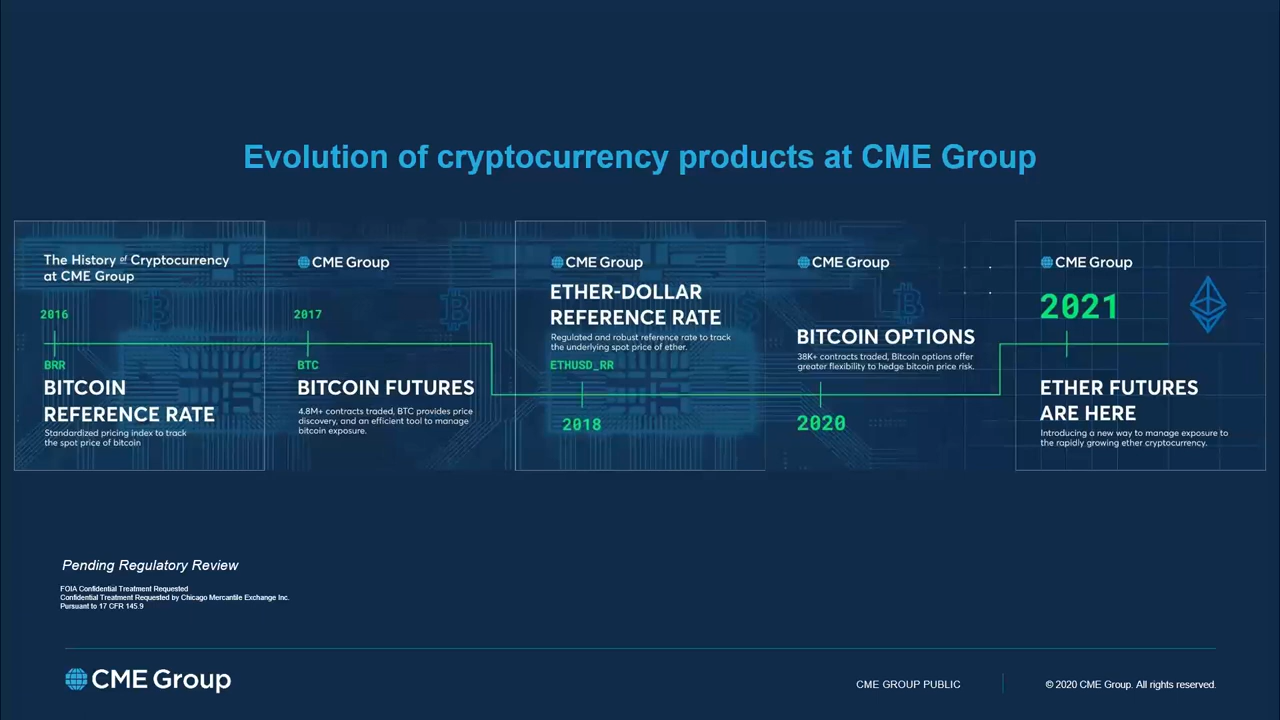 Evolution of cryptocurrency products at CME Group
The History of Cryptocurrency
at CME Group
2016
BRR
BITCOIN
REFERENCE RATE
Standardized pricing index to track
the spot price of bitcoin
CME Group
2017
BTC
BITCOIN FUTURES
4.8M+ contracts traded, BTC provides price
discovery, and an efficient tool to manage
bitcoin exposure.
CME Group
ETHER-DOLLAR
REFERENCE RATE
Regulated and robust reference rate to track
the underlying spot price of ether.
ETHUSD_RR
2018
CME Group
BITCOIN OPTIONS
38K+ contracts traded, Bitcoin options offer
greater flexibility to hedge bitcoin price risk.
2020
CME Group
2021
ETHER FUTURES
ARE HERE
Introducing a new way to manage exposure to
the rapidly growing ether cryptocurrency.
Pending Regulatory Review
FOIA Confidential Treatment Requested
Confidential Treatment Requested by Chicago Mercantile Exchange Inc.
Pursuant to 17 CFR 145.9
CME Group
CME GROUP PUBLIC
© 2020 CME Group. All rights reserved.